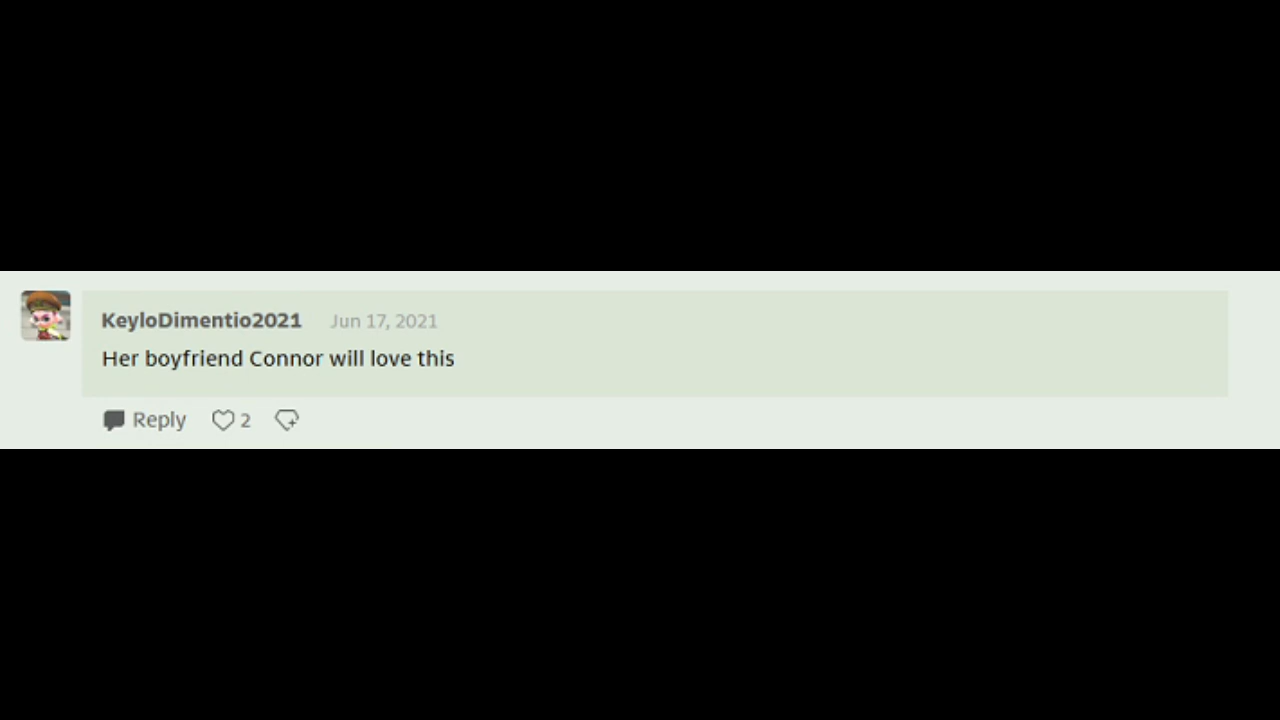 KeyloDimentio2021 Jun 17, 2021
Her boyfriend Connor will love this
Reply 2